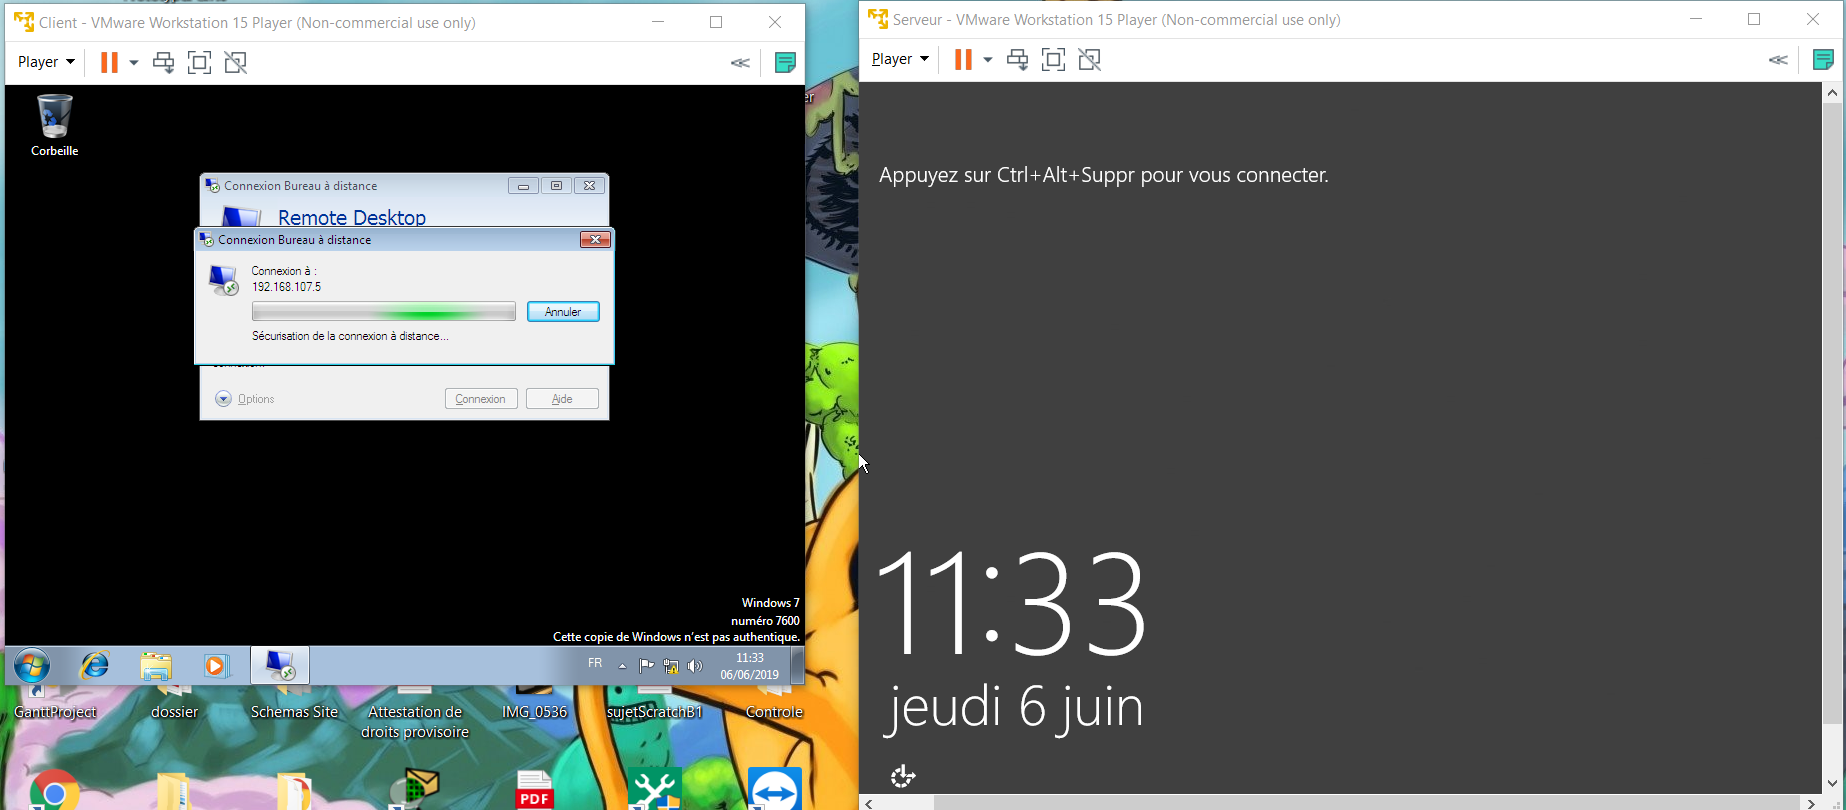 Client - VMware Workstation 15 Player (Non-commercial use only)
Player
Corbeille
Connexion Bureau à distance
Remote Desktop
Connexion Bureau à distance
Connexion à :
192.168.107.5
Annuler
Sécurisation de la connexion à distance...
Options
Connexion
Aide
Windows 7
numéro 7600
Cette copie de Windows n'est pas authentique.
FR
11:33
06/06/2019
GanttProject
dossier
Schemas Site
Attestation de
droits provisoire
IMG_0536
sujetScratchB1
Controle
PDF
Serveur - VMware Workstation 15 Player (Non-commercial use only)
Player
er
Appuyez sur Ctrl+Alt+Suppr pour vous connecter.
11:33
jeudi 6 juin